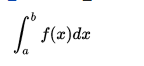 ∫_a^b f(x)dx